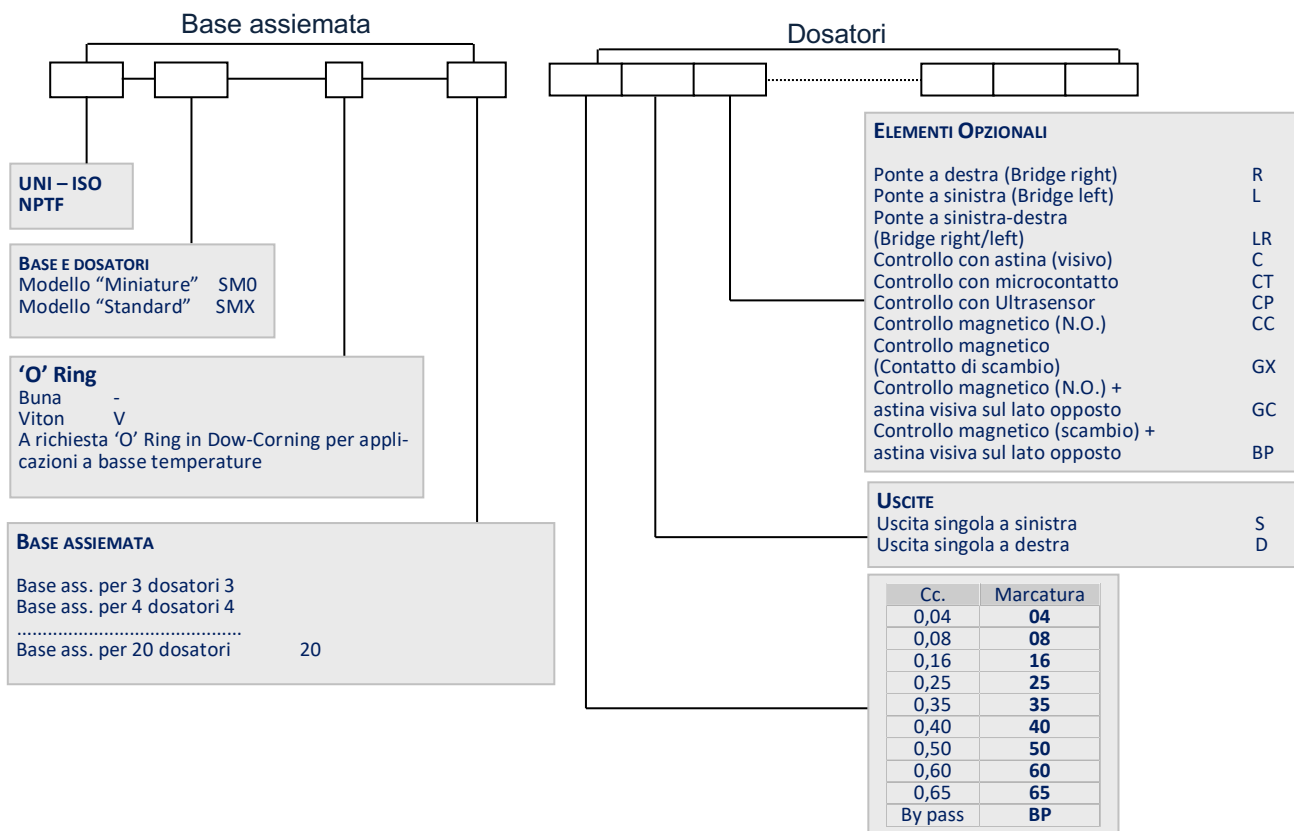 Base assiemata
Dosatori
UNI – ISO
NPTF
BASE E DOSATORI
Modello “Miniature” SM0
Modello “Standard” SMX
‘O’ Ring
Buna -
Viton V
A richiesta ‘O’ Ring in Dow-Corning per appli-
cazioni a basse temperature
BASE ASSIEMATA
Base ass. per 3 dosatori 3
Base ass. per 4 dosatori 4
............................................
Base ass. per 20 dosatori 20
ELEMENTI OPZIONALI
Ponte a destra (Bridge right) R
Ponte a sinistra (Bridge left) L
Ponte a sinistra-destra
(Bridge right/left) LR
Controllo con astina (visivo) C
Controllo con microcontatto CT
Controllo con Ultrasensor CP
Controllo magnetico (N.O.) CC
Controllo magnetico
(Contatto di scambio) GX
Controllo magnetico (N.O.) +
astina visiva sul lato opposto GC
Controllo magnetico (scambio) +
astina visiva sul lato opposto BP
USCITE
Uscita singola a sinistra S
Uscita singola a destra D
Cc. Marcatura
0,04 04
0,08 08
0,16 16
0,25 25
0,35 35
0,40 40
0,50 50
0,60 60
0,65 65
By pass BP